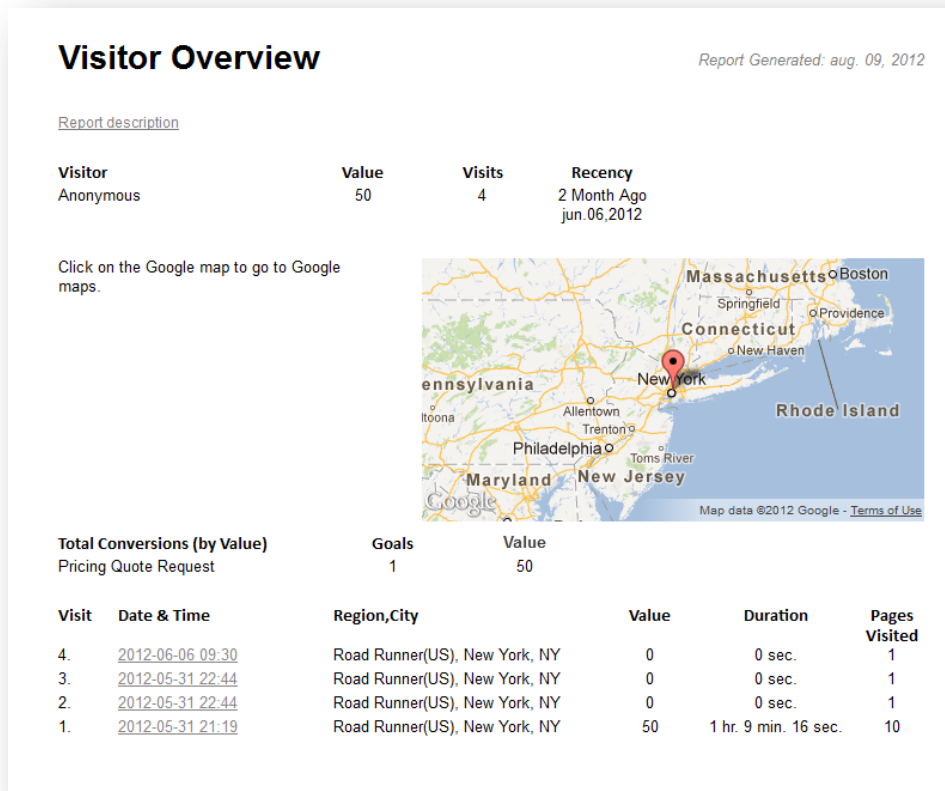 Visitor Overview
Report Generated: aug. 09, 2012
Report description
Visitor Value Visits Recency
Anonymous 50 4 2 Month Ago
jun.06,2012
Click on the Google map to go to Google
maps.
Massachusetts Boston
Springfield
Providence
Connecticut
New Haven
ennsylvania
New York
ltoona
Allentown
Rhode Island
Trenton
Philadelphia
Toms River
Maryland New Jersey
Google
Map data ©2012 Google - Terms of Use
Total Conversions (by Value) Goals Value
Pricing Quote Request 1 50
Visit Date & Time Region,City Value Duration Pages
Visited
4. 2012-06-06 09:30 Road Runner(US), New York, NY 0 0 sec. 1
3. 2012-05-31 22:44 Road Runner(US), New York, NY 0 0 sec. 1
2. 2012-05-31 22:44 Road Runner(US), New York, NY 0 0 sec. 1
1. 2012-05-31 21:19 Road Runner(US), New York, NY 50 1 hr. 9 min. 16 sec. 10